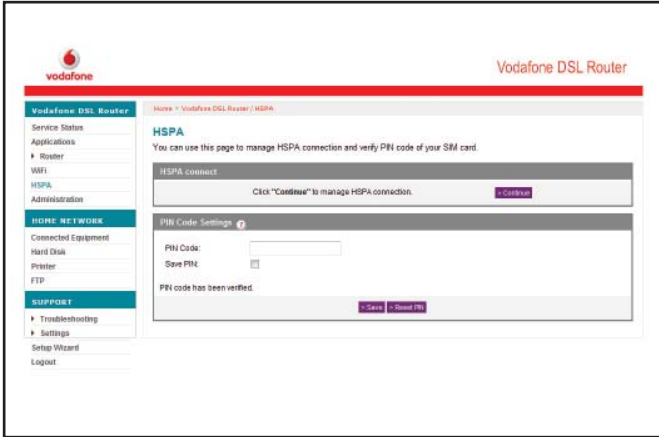 vodafone
Vodafone DSL Router
Vodafone DSL Router
Service Status
Applications
Router
WiFi
HSPA
Administration
HOME NETWORK
Connected Equipment
Hard Disk
Printer
FTP
SUPPORT
Troubleshooting
Settings
Setup Wizard
Logout
Home > Vodafone DSL Router / HSPA
HSPA
You can use this page to manage HSPA connection and verify PIN code of your SIM card.
HSPA connect
Click "Continue" to manage HSPA connection.
> Continue
PIN Code Settings ?
PIN Code:
Save PIN:
PIN code has been verified.
> Save > Reset PIN